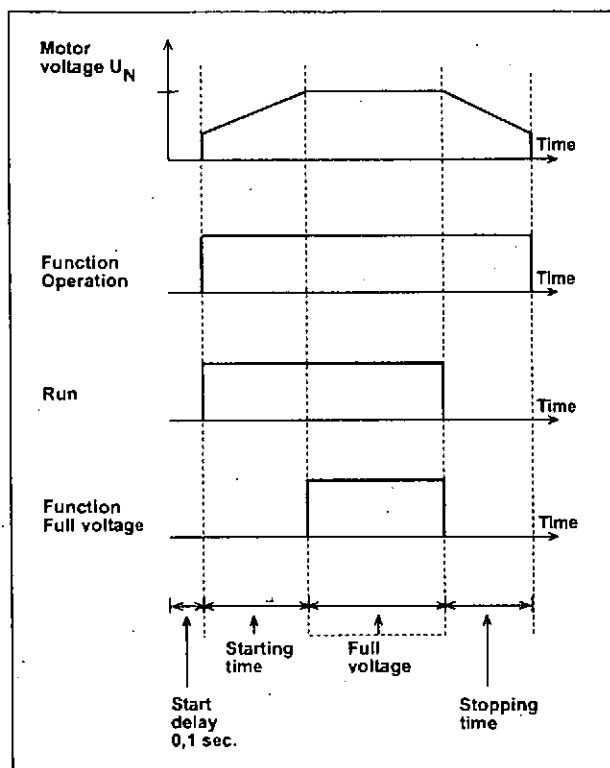 Motor
voltage U_N
Time
Function
Operation
Time
Run
Time
Function
Full voltage
Time
Starting
time
Full
voltage
Start
delay
0,1 sec.
Stopping
time